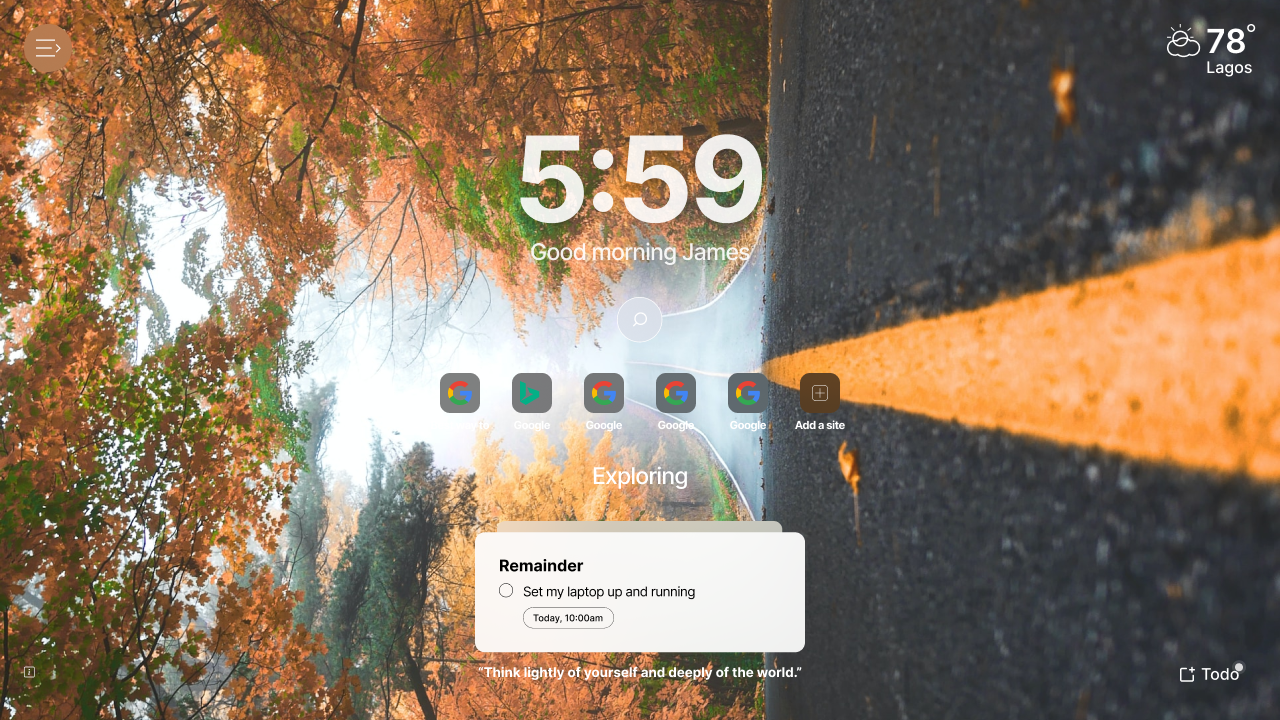 78°
Lagos
5:59
Good morning James
Google
Google
Google
Google
Add a site
Exploring
Remainder
Set my laptop up and running
Today, 10:00am
“Think lightly of yourself and deeply of the world.”
Todo